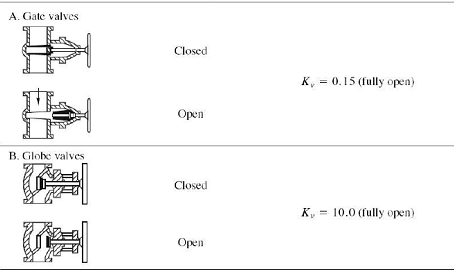 A. Gate valves
Closed
K_v = 0.15 (fully open)
Open
B. Globe valves
Closed
K_v = 10.0 (fully open)
Open